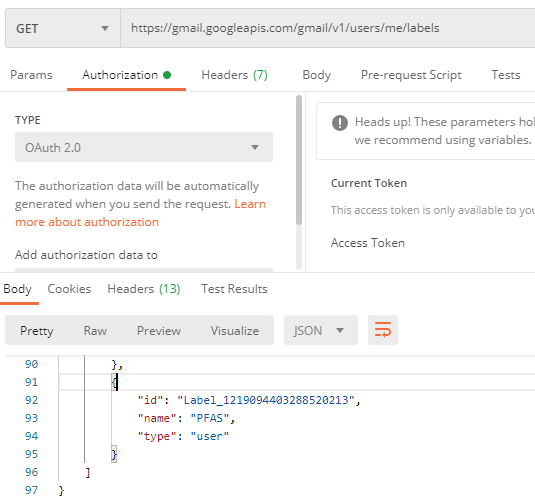 GET https://gmail.googleapis.com/gmail/v1/users/me/labels
Params Authorization Headers (7) Body Pre-request Script Tests
TYPE
OAuth 2.0
The authorization data will be automatically
generated when you send the request. Learn
more about authorization
Add authorization data to
Heads up! These parameters hol
we recommend using variables.
Current Token
This access token is only available to you
Access Token
Body Cookies Headers (13) Test Results
Pretty Raw Preview Visualize JSON
90 },
91 {
92 "id": "Label_1219094403288520213",
93 "name": "PFAS",
94 "type": "user"
95 }
96 ]
97 }